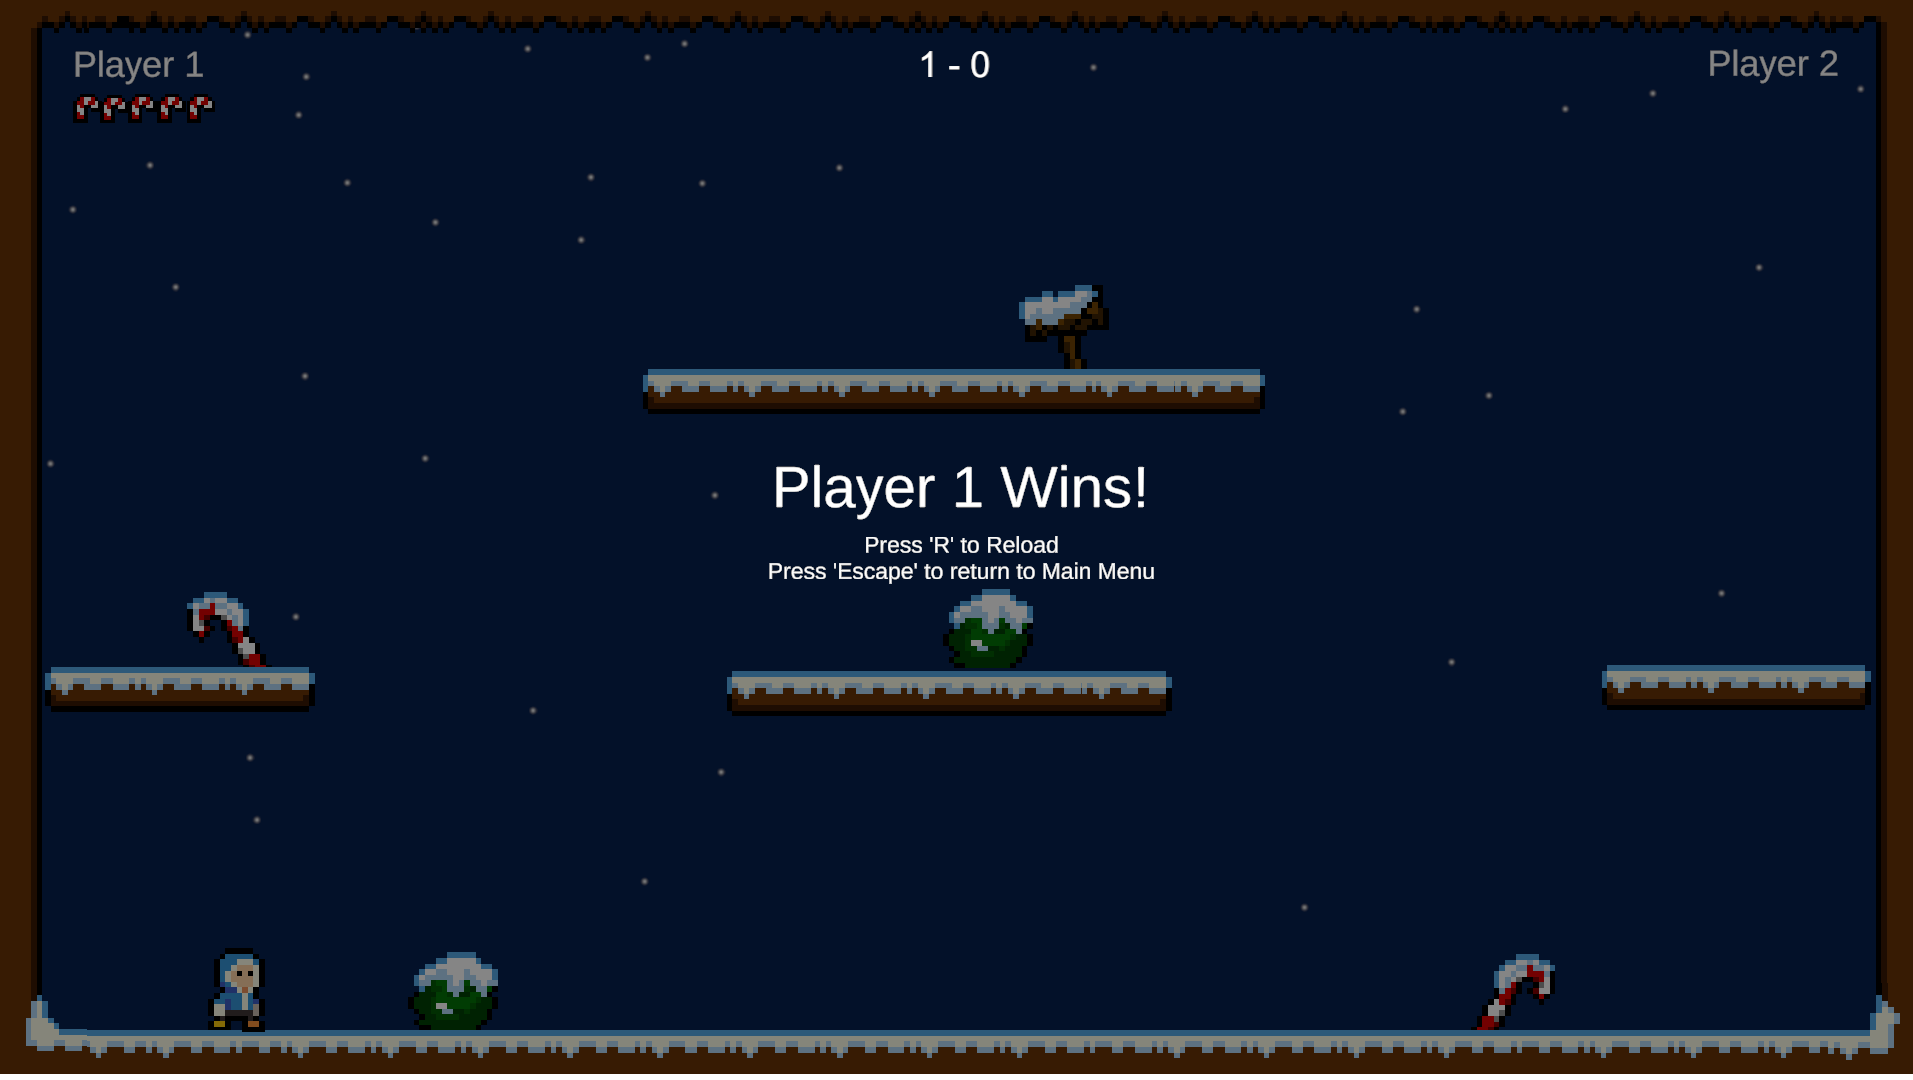 Player 1
1 - 0
Player 2
Player 1 Wins!
Press 'R' to Reload
Press 'Escape' to return to Main Menu